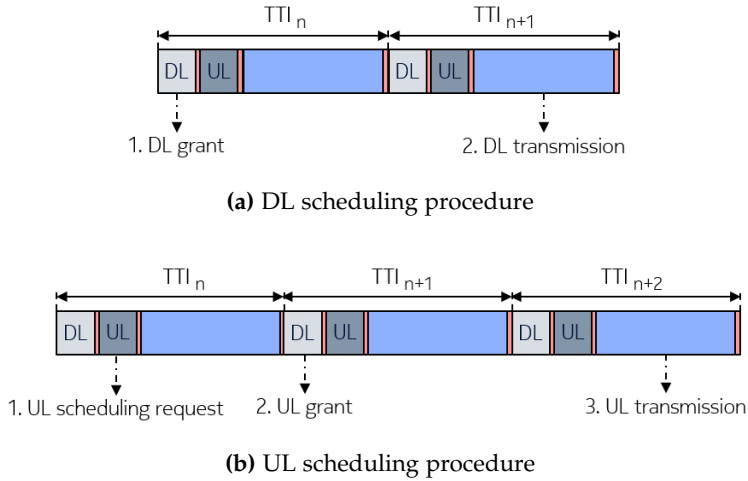 TTI n TTI n+1
DL UL DL UL
1. DL grant 2. DL transmission
(a) DL scheduling procedure
TTI n TTI n+1 TTI n+2
DL UL DL UL DL UL
1. UL scheduling request 2. UL grant 3. UL transmission
(b) UL scheduling procedure